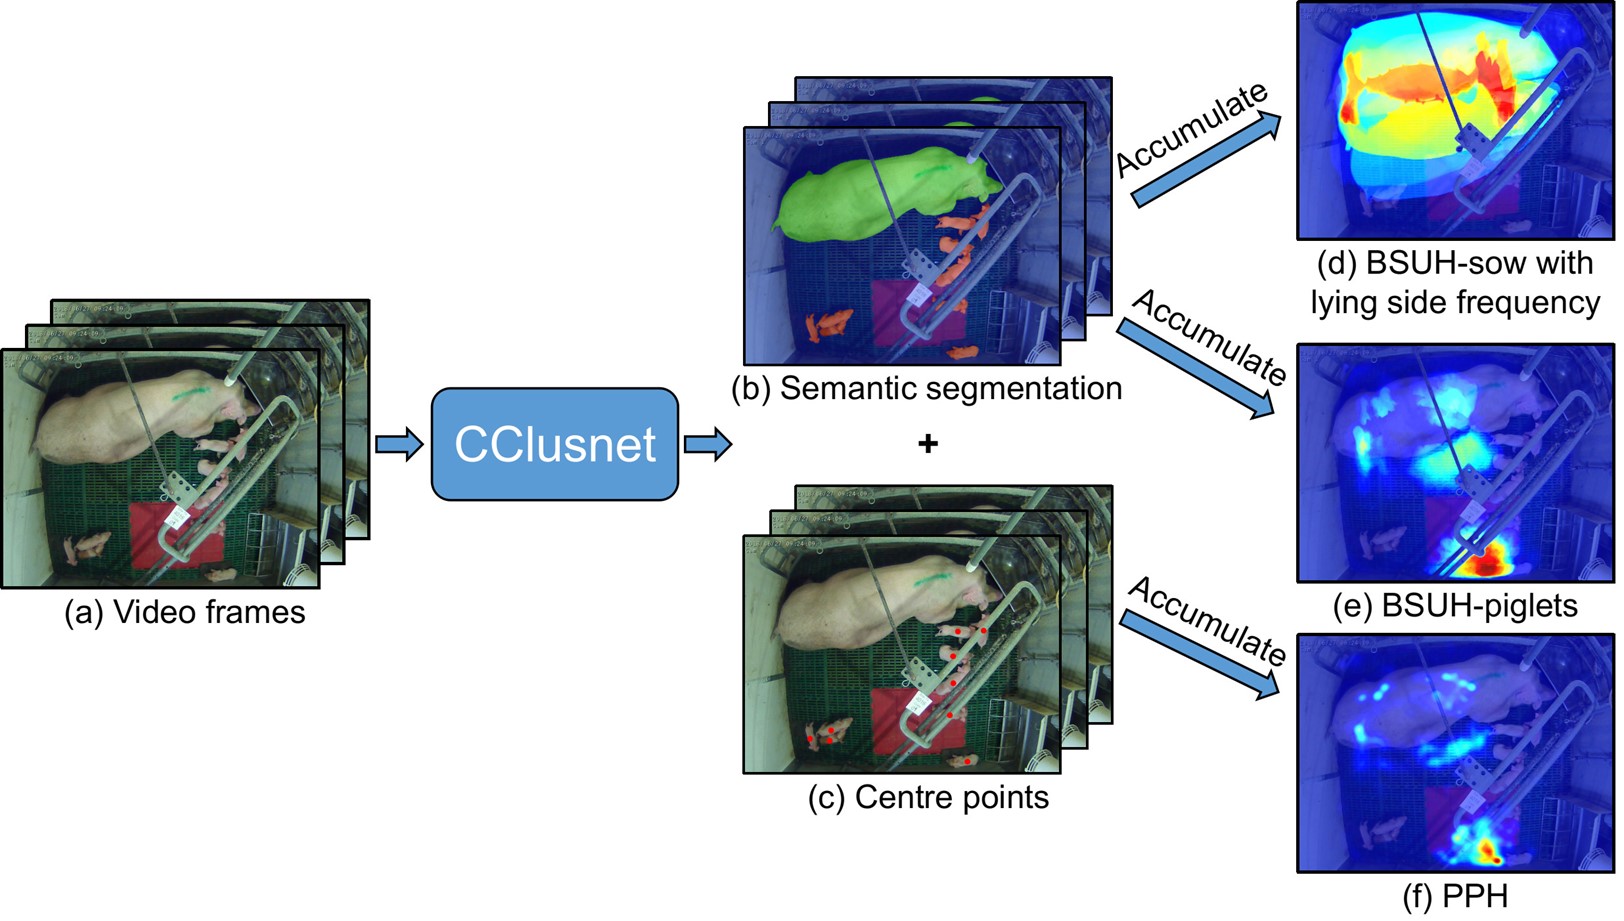 (a) Video frames
CClusnet
(b) Semantic segmentation
+
(c) Centre points
Accumulate
Accumulate
Accumulate
(d) BSUH-sow with
lying side frequency
(e) BSUH-piglets
(f) PPH